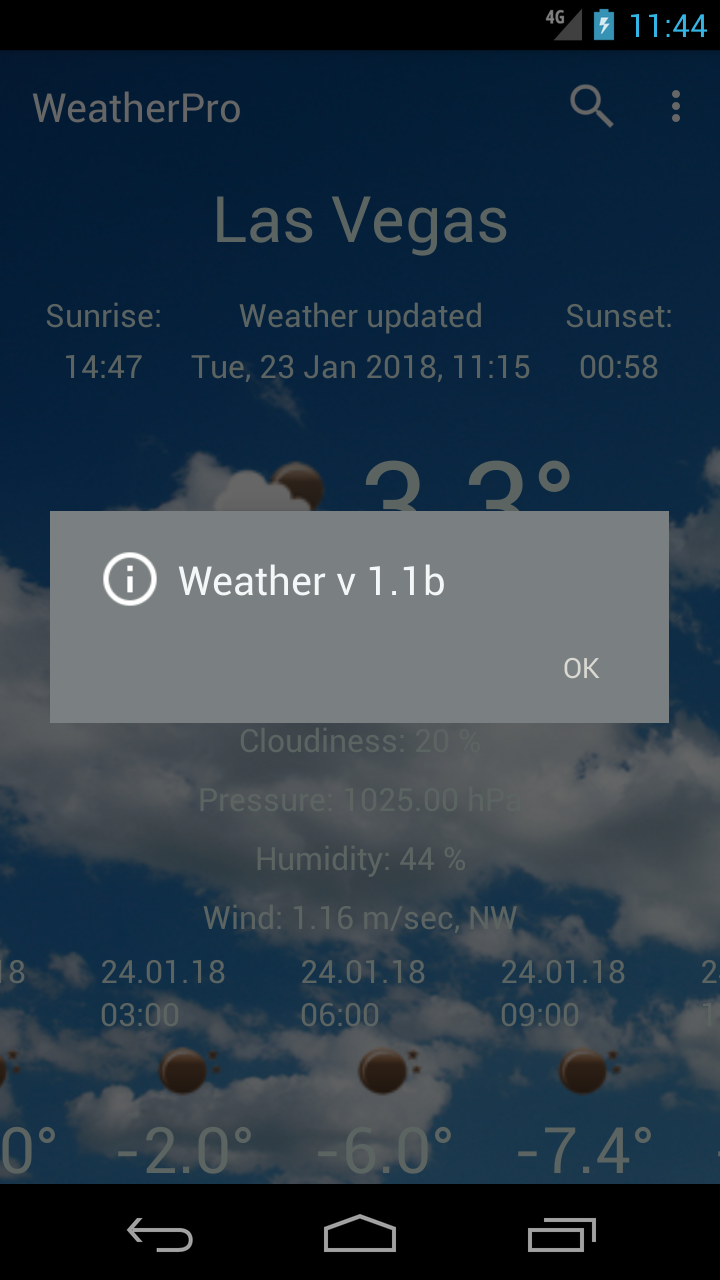 4G 11:44
WeatherPro
Las Vegas
Sunrise: Weather updated Sunset:
14:47 Tue, 23 Jan 2018, 11:15 00:58
3.3°
Weather v 1.1b
OK
Cloudiness: 20 %
Pressure: 1025.00 hPa
Humidity: 44 %
Wind: 1.16 m/sec, NW
18 24.01.18 24.01.18 24.01.18 2
03:00 06:00 09:00 1
0° -2.0° -6.0° -7.4° -